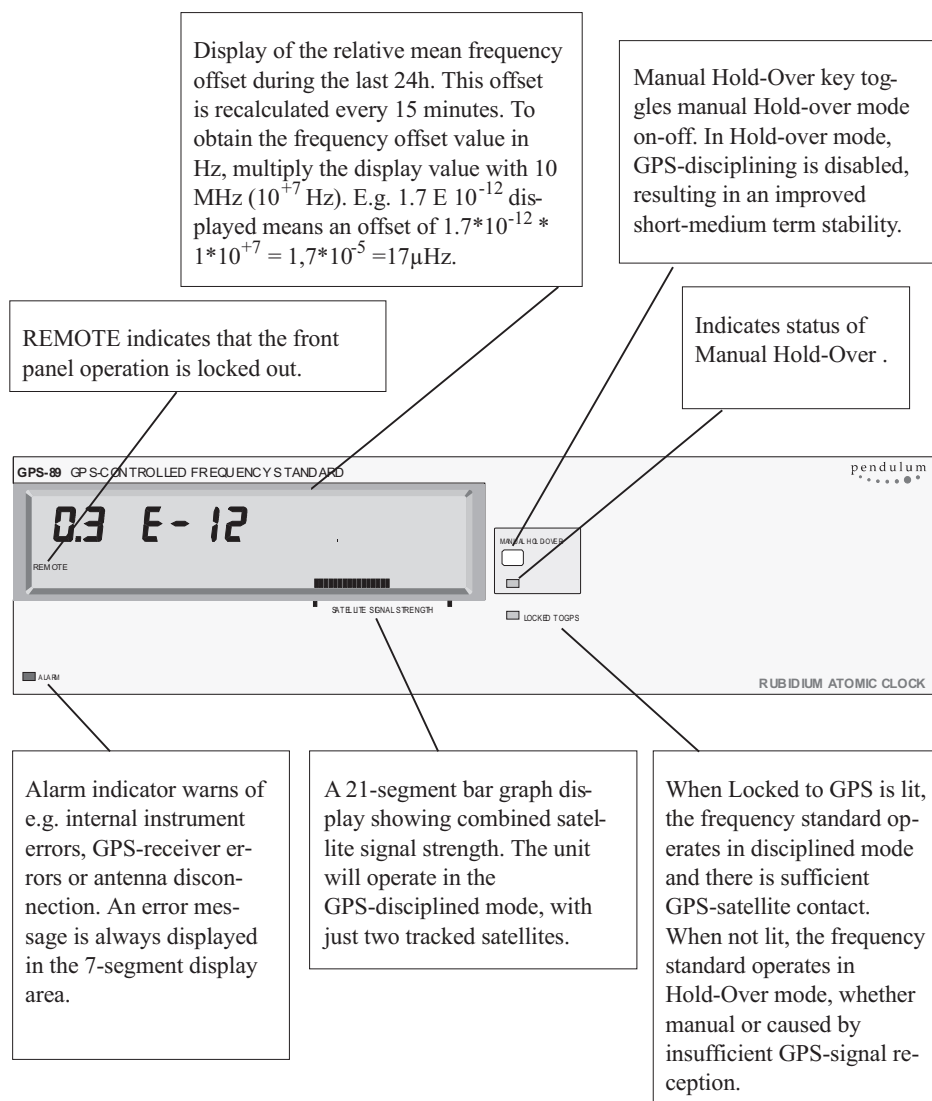 Display of the relative mean frequency
offset during the last 24h. This offset
is recalculated every 15 minutes. To
obtain the frequency offset value in
Hz, multiply the display value with 10
MHz (10+7 Hz). E.g. 1.7 E 10-12 dis-
played means an offset of 1.7*10-12 *
1*10+7 = 1,7*10-5 =17µHz.
Manual Hold-Over key tog-
gles manual Hold-over mode
on-off. In Hold-over mode,
GPS-disciplining is disabled,
resulting in an improved
short-medium term stability.
REMOTE indicates that the front
panel operation is locked out.
Indicates status of
Manual Hold-Over .
GPS-89 GPS-CONTROLLED FREQUENCY STANDARD
pendulum
0.3 E-12
REMOTE
MANUAL HOLDOVER
SATELLITE SIGNAL STRENGTH
LOCKED TO GPS
ALARM
RUBIDIUM ATOMIC CLOCK
Alarm indicator warns of
e.g. internal instrument
errors, GPS-receiver er-
rors or antenna discon-
nection. An error mes-
sage is always displayed
in the 7-segment display
area.
A 21-segment bar graph dis-
play showing combined satel-
lite signal strength. The unit
will operate in the
GPS-disciplined mode, with
just two tracked satellites.
When Locked to GPS is lit,
the frequency standard op-
erates in disciplined mode
and there is sufficient
GPS-satellite contact.
When not lit, the frequency
standard operates in
Hold-Over mode, whether
manual or caused by
insufficient GPS-signal re-
ception.